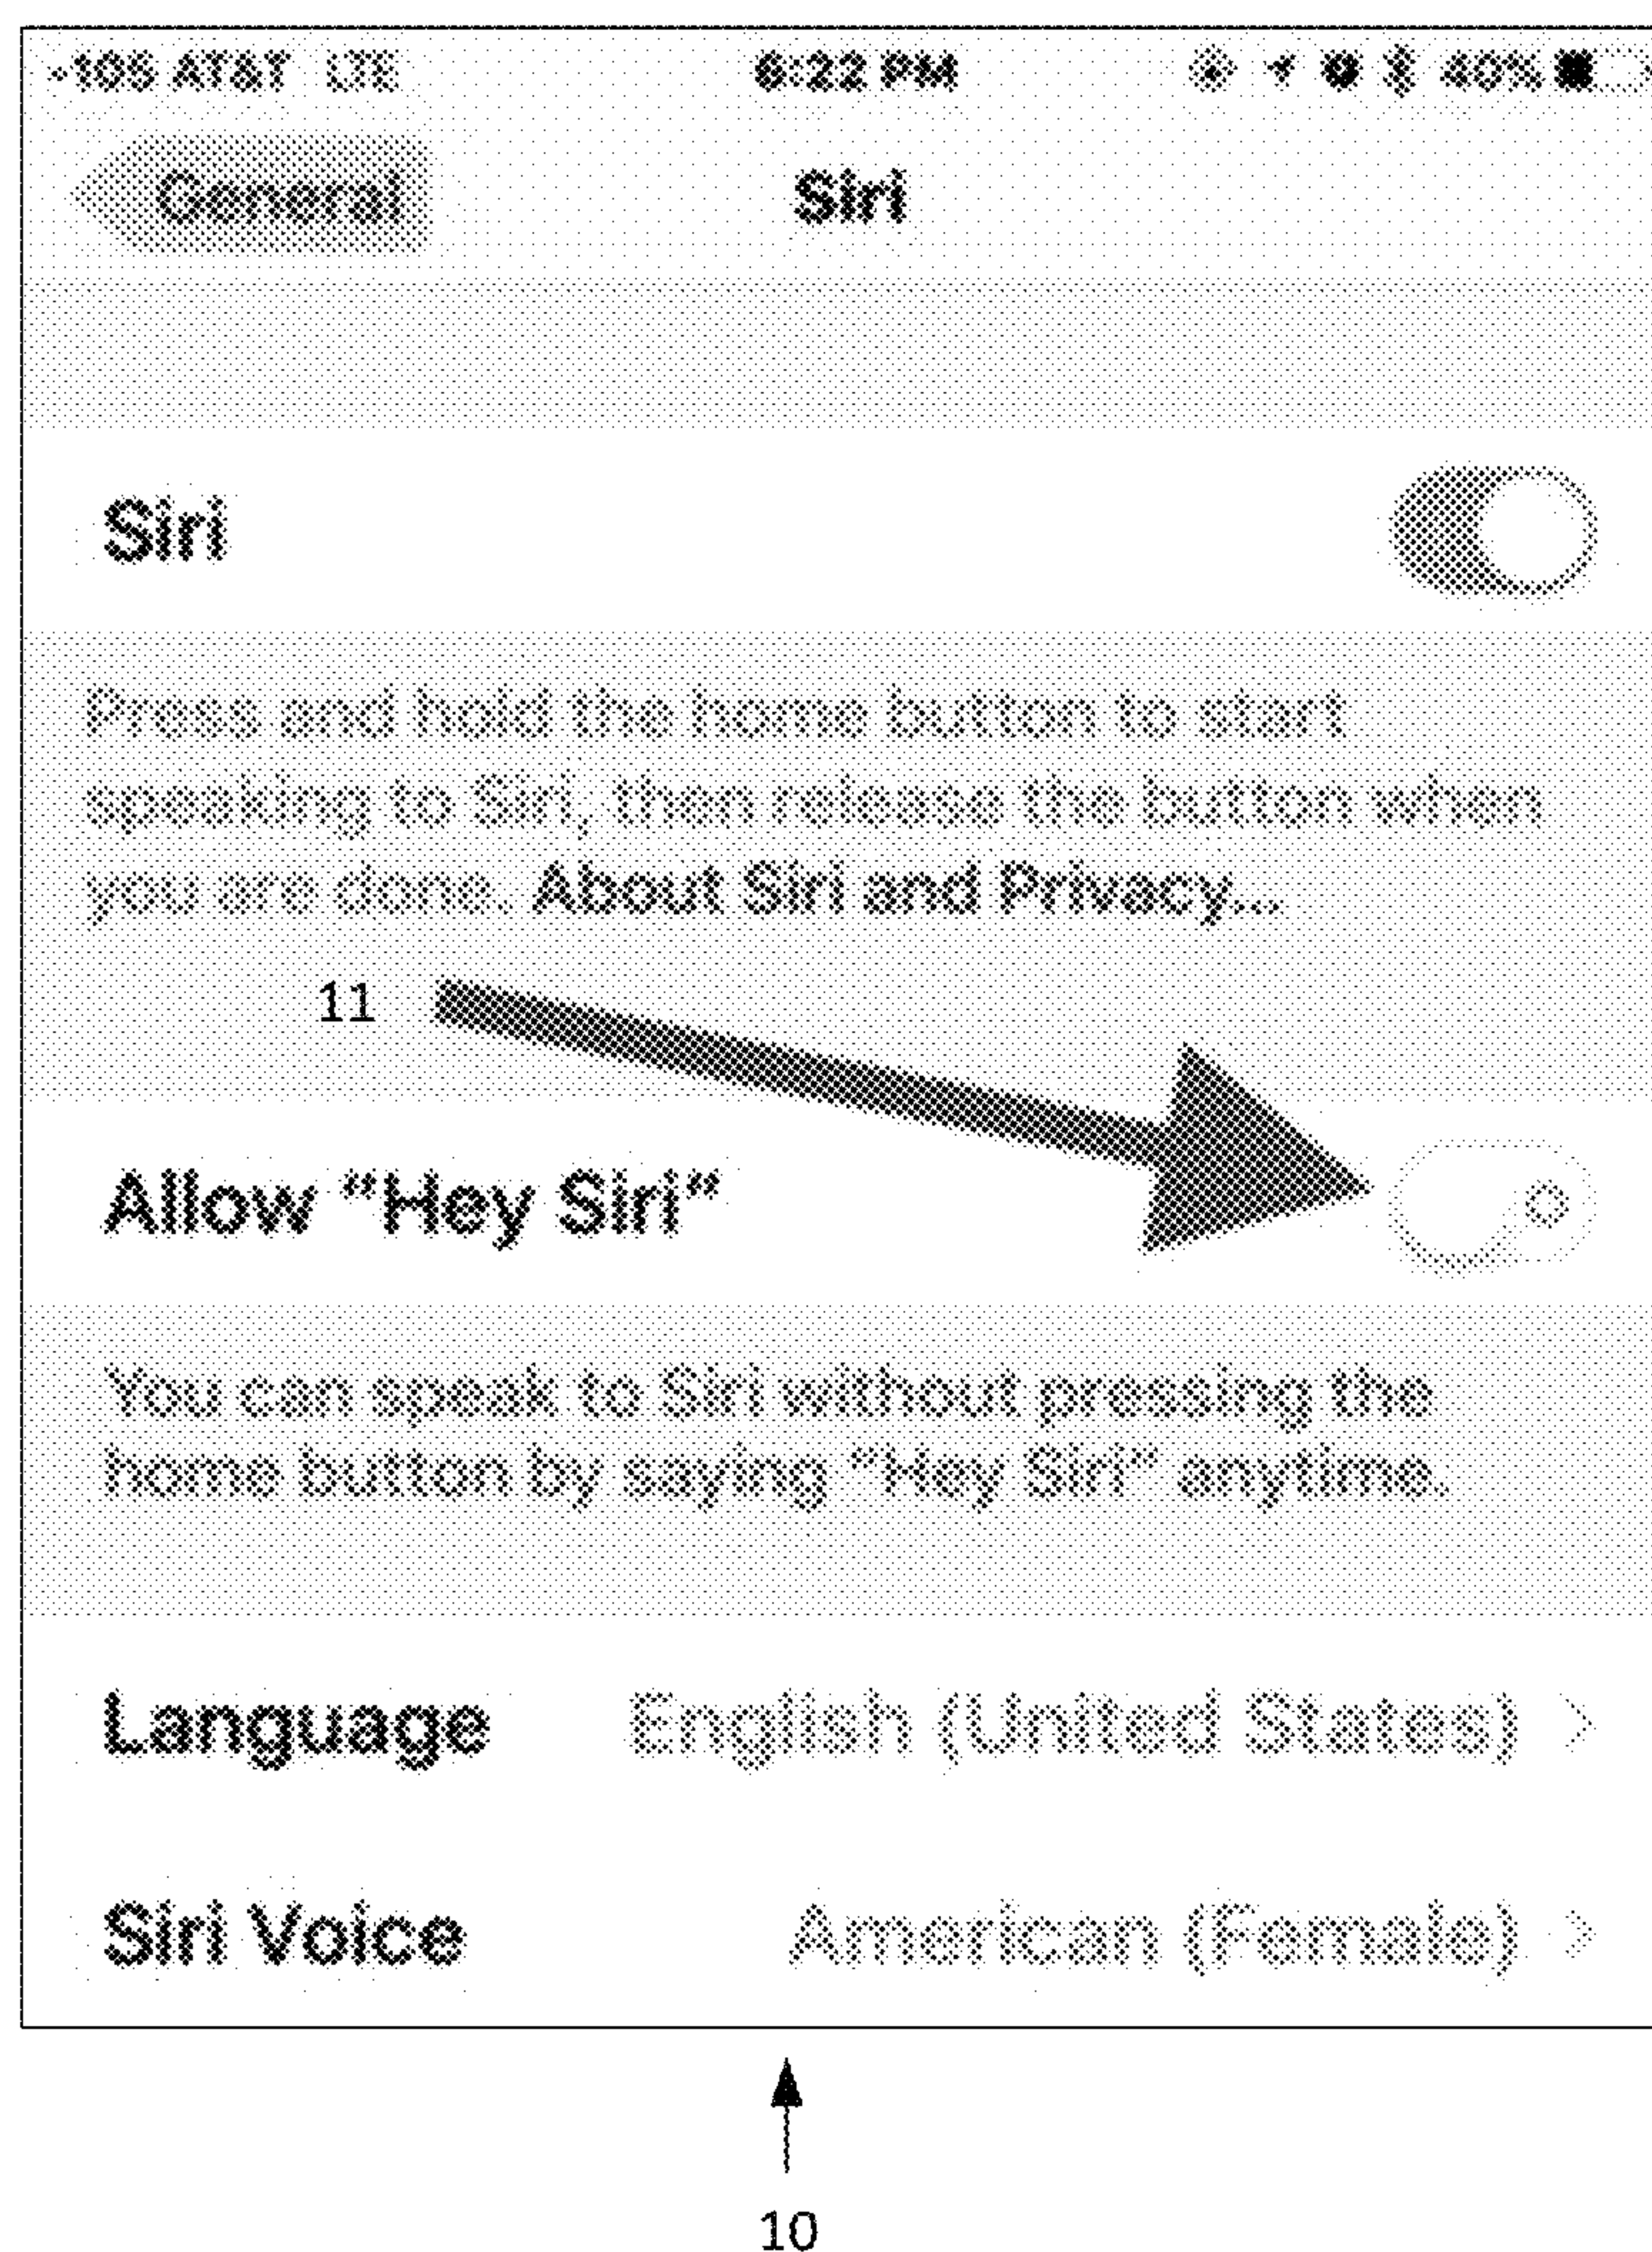 -105 AT&T LTE 6:22 PM 40%
General Siri
Siri
Press and hold the home button to start
speaking to Siri, then release the button when
you are done. About Siri and Privacy...
11
Allow "Hey Siri"
You can speak to Siri without pressing the
home button by saying "Hey Siri" anytime.
Language English (United States) >
Siri Voice American (Female) >
10